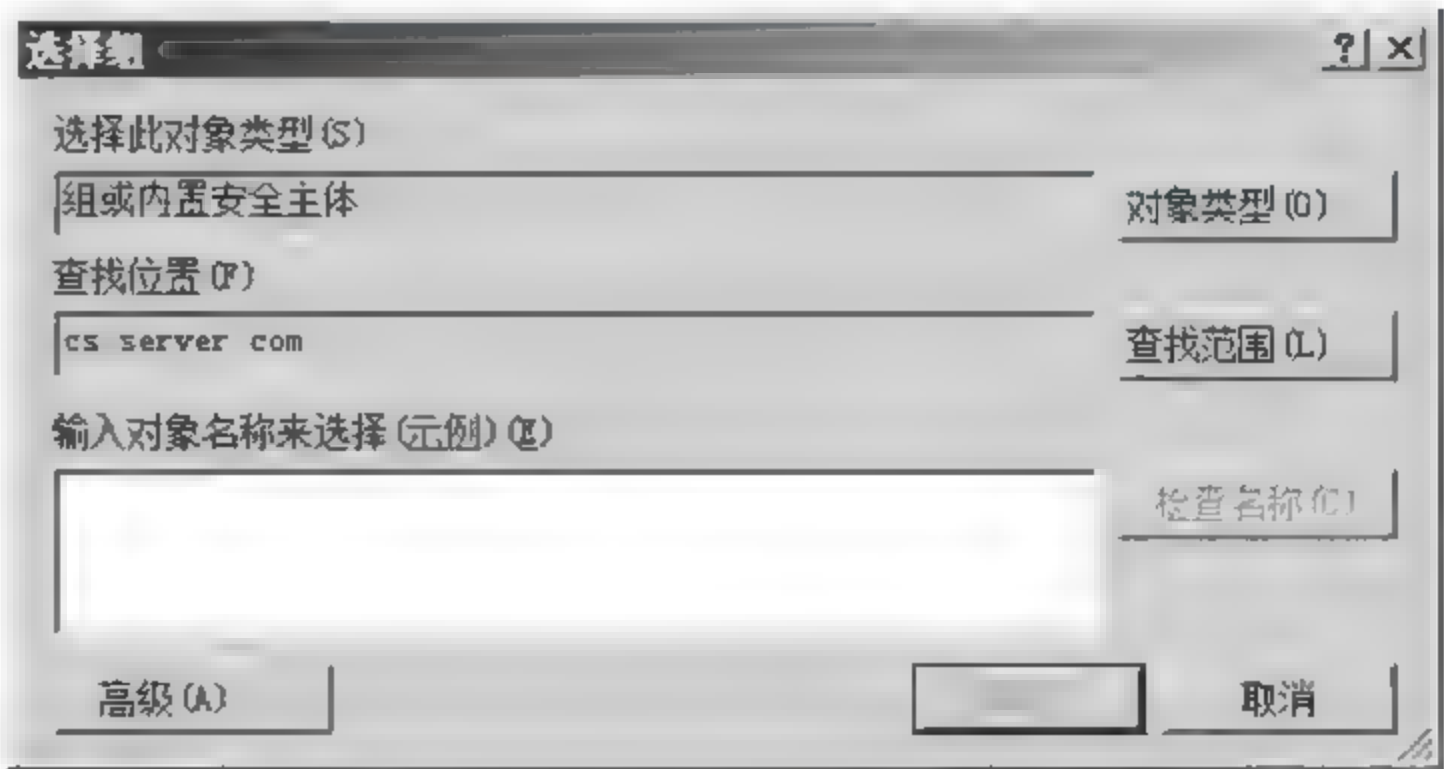 选择组
选择此对象类型(S)
组或内置安全主体
对象类型(O)
查找位置(F)
cs server com
查找范围(L)
输入对象名称来选择(示例)(E)
检查名称(C)
高级(A)
取消